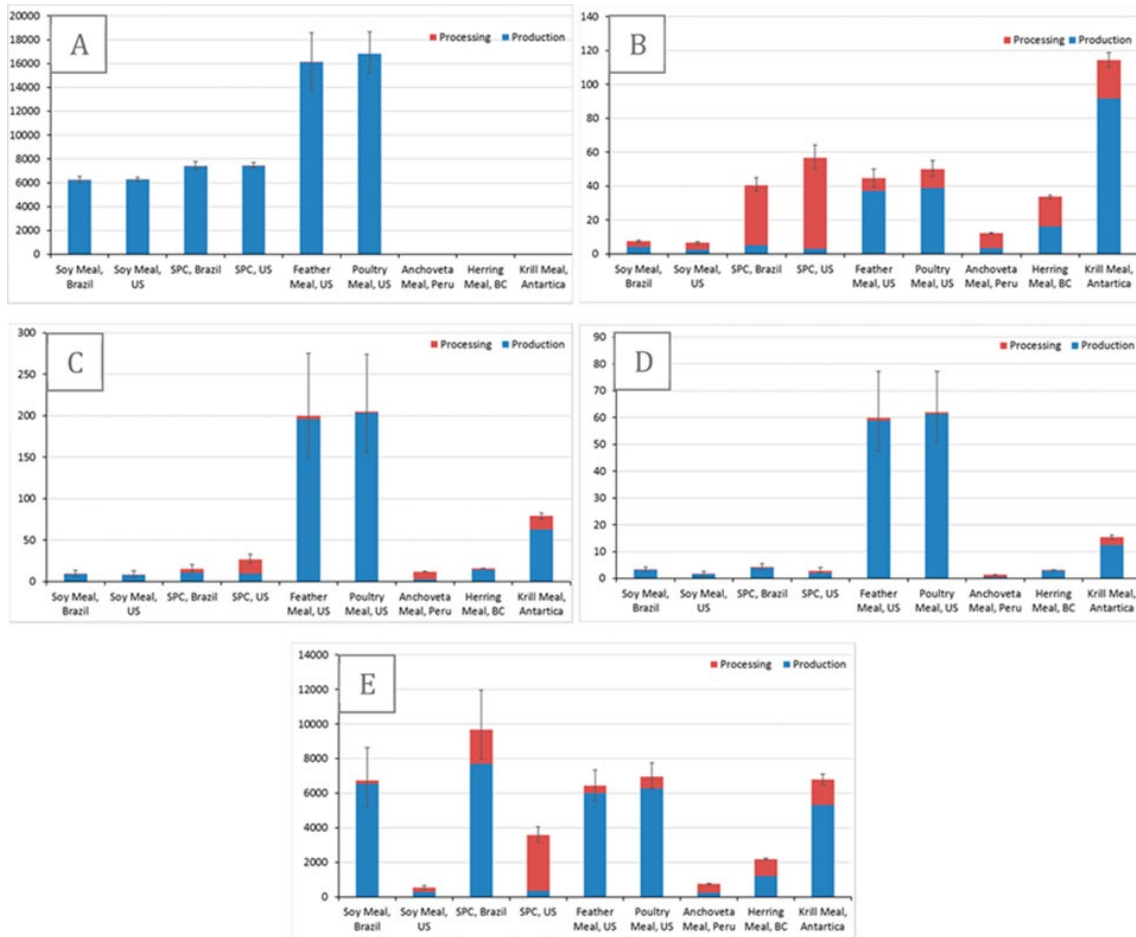 A
Processing Production
20000
18000
16000
14000
12000
10000
8000
6000
4000
2000
0
Soy Meal, Soy Meal, SPC, Brazil SPC, US Feather Poultry Anchoveta Herring Krill Meal,
Brazil US Meal, US Meal, US Meal, Peru Meal, BC Antartica
B
Processing Production
140
120
100
80
60
40
20
0
Soy Meal, Soy Meal, SPC, Brazil SPC, US Feather Poultry Anchoveta Herring Krill Meal,
Brazil US Meal, US Meal, US Meal, Peru Meal, BC Antartica
C
Processing Production
300
250
200
150
100
50
0
Soy Meal, Soy Meal, SPC, Brazil SPC, US Feather Poultry Anchoveta Herring Krill Meal,
Brazil US Meal, US Meal, US Meal, Peru Meal, BC Antartica
D
Processing Production
90
80
70
60
50
40
30
20
10
0
Soy Meal, Soy Meal, SPC, Brazil SPC, US Feather Poultry Anchoveta Herring Krill Meal,
Brazil US Meal, US Meal, US Meal, Peru Meal, BC Antartica
E
Processing Production
14000
12000
10000
8000
6000
4000
2000
0
Soy Meal, Soy Meal, SPC, Brazil SPC, US Feather Poultry Anchoveta Herring Krill Meal,
Brazil US Meal, US Meal, US Meal, Peru Meal, BC Antartica